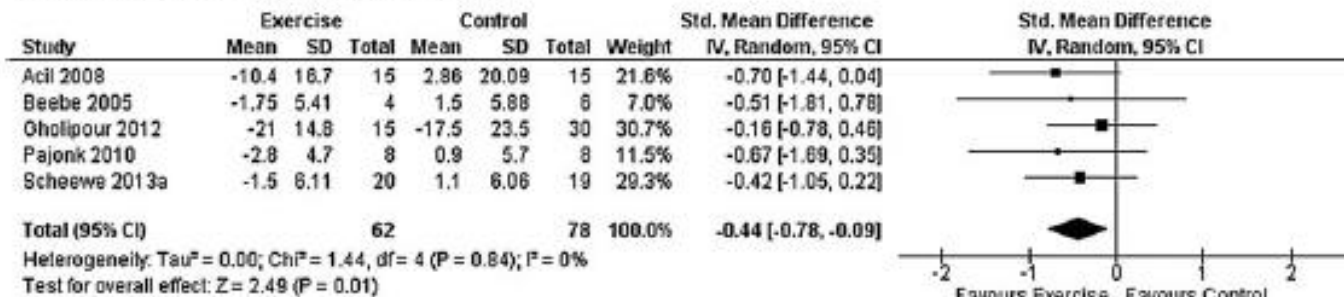 Exercise Control Std. Mean Difference Std. Mean Difference
Study Mean SD Total Mean SD Total Weight IV, Random, 95% CI IV, Random, 95% CI
Acil 2008 -10.4 16.7 15 2.86 20.09 15 21.6% -0.70 [-1.44, 0.04]
Beebe 2005 -1.75 5.41 4 1.5 5.88 6 7.0% -0.51 [-1.81, 0.78]
Gholipour 2012 -21 14.8 15 -17.5 23.5 30 30.7% -0.16 [-0.78, 0.46]
Pajonk 2010 -2.8 4.7 8 0.9 5.7 8 11.5% -0.67 [-1.69, 0.35]
Scheewe 2013a -1.5 6.11 20 1.1 6.06 19 29.3% -0.42 [-1.05, 0.22]
Total (95% CI) 62 78 100.0% -0.44 [-0.78, -0.09]
Heterogeneity: Tau² = 0.00; Chi² = 1.44, df = 4 (P = 0.84); I² = 0%
Test for overall effect: Z = 2.49 (P = 0.01)
-2 -1 0 1 2
Favours Exercise Favours Control